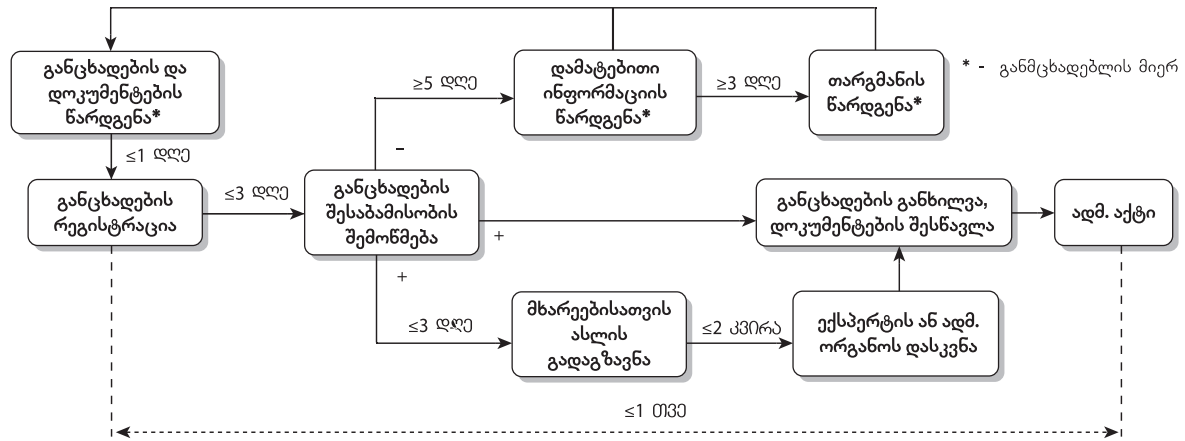 განცხადების და
დოკუმენტების
წარდგენა*
≥5 დღე
დამატებითი
ინფორმაციის
წარდგენა*
≥3 დღე
თარგმანის
წარდგენა*
* - განმცხადებლის მიერ
≤1 დღე
–
განცხადების
რეგისტრაცია
≤3 დღე
განცხადების
შესაბამისობის
შემოწმება
+
განცხადების განხილვა,
დოკუმენტების შესწავლა
ადმ. აქტი
+
≤3 დღე
მხარეებისათვის
ასლის
გადაგზავნა
≤2 კვირა
ექსპერტის ან ადმ.
ორგანოს დასკვნა
≤1 თვე